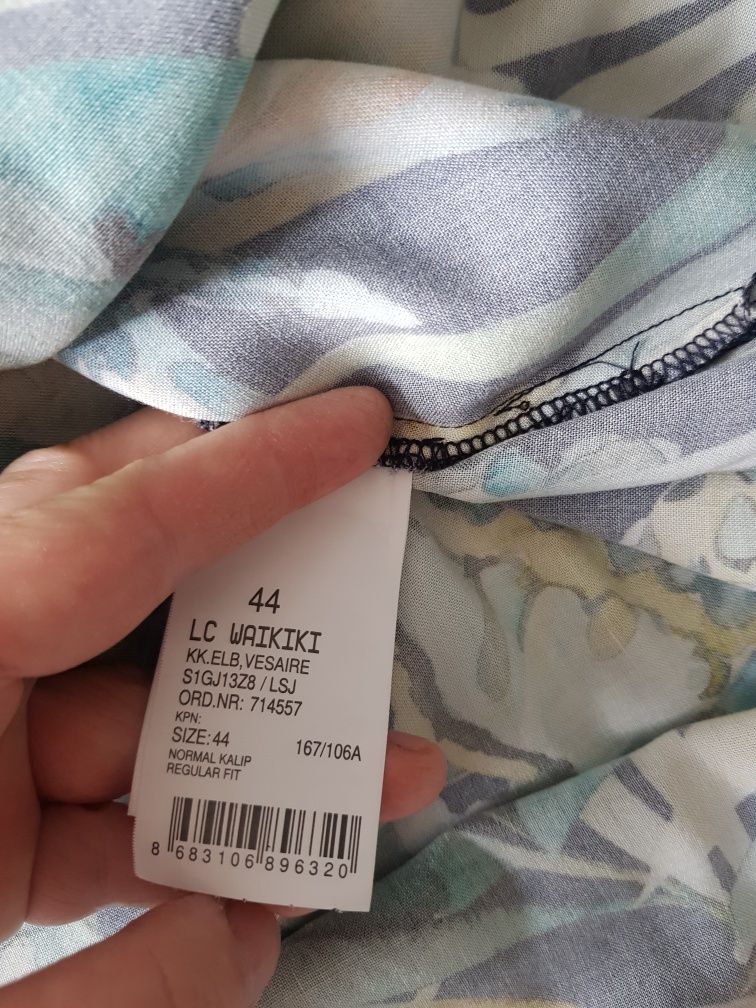 44
LC WAIKIKI
KK.ELB,VESAIRE
S1GJ13Z8 / LSJ
ORD.NR: 714557
KPN:
SIZE:44 167/106A
NORMAL KALIP
REGULAR FIT
8 683106 896320